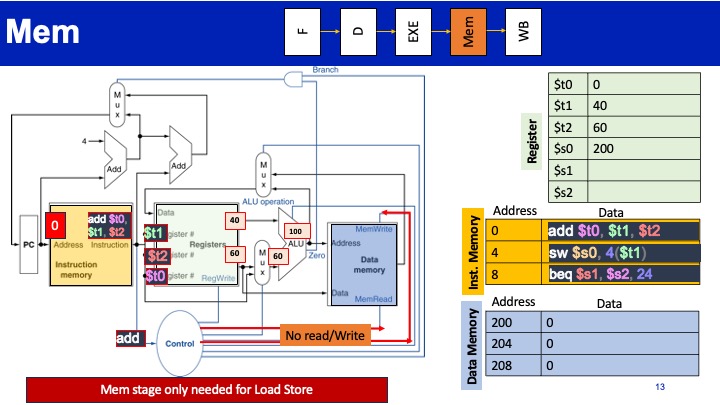 Mem
F
D
EXE
Mem
WB
Branch
M
u
x
4
Add
Add
M
u
x
ALU operation
0
add $t0,
$t1, $t2
PC
Address
Instruction
Instruction
memory
Data
$t1
gister #
$t2
ister #
Registers
$t0
gister #
RegWrite
40
60
M
u
x
60
100
ALU
Zero
MemWrite
Address
Data
memory
Data
MemRead
add
Control
No read/Write
Mem stage only needed for Load Store
Register
$t0 0
$t1 40
$t2 60
$s0 200
$s1
$s2
Inst. Memory
Address Data
0 add $t0, $t1, $t2
4 sw $s0, 4($t1)
8 beq $s1, $s2, 24
Data Memory
Address Data
200 0
204 0
208 0
13